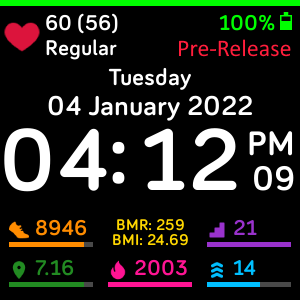 60 (56) 100%
Regular Pre-Release
Tuesday
04 January 2022
04:12 PM 09
8946 BMR: 259 21
BMI: 24.69
7.16 2003 14